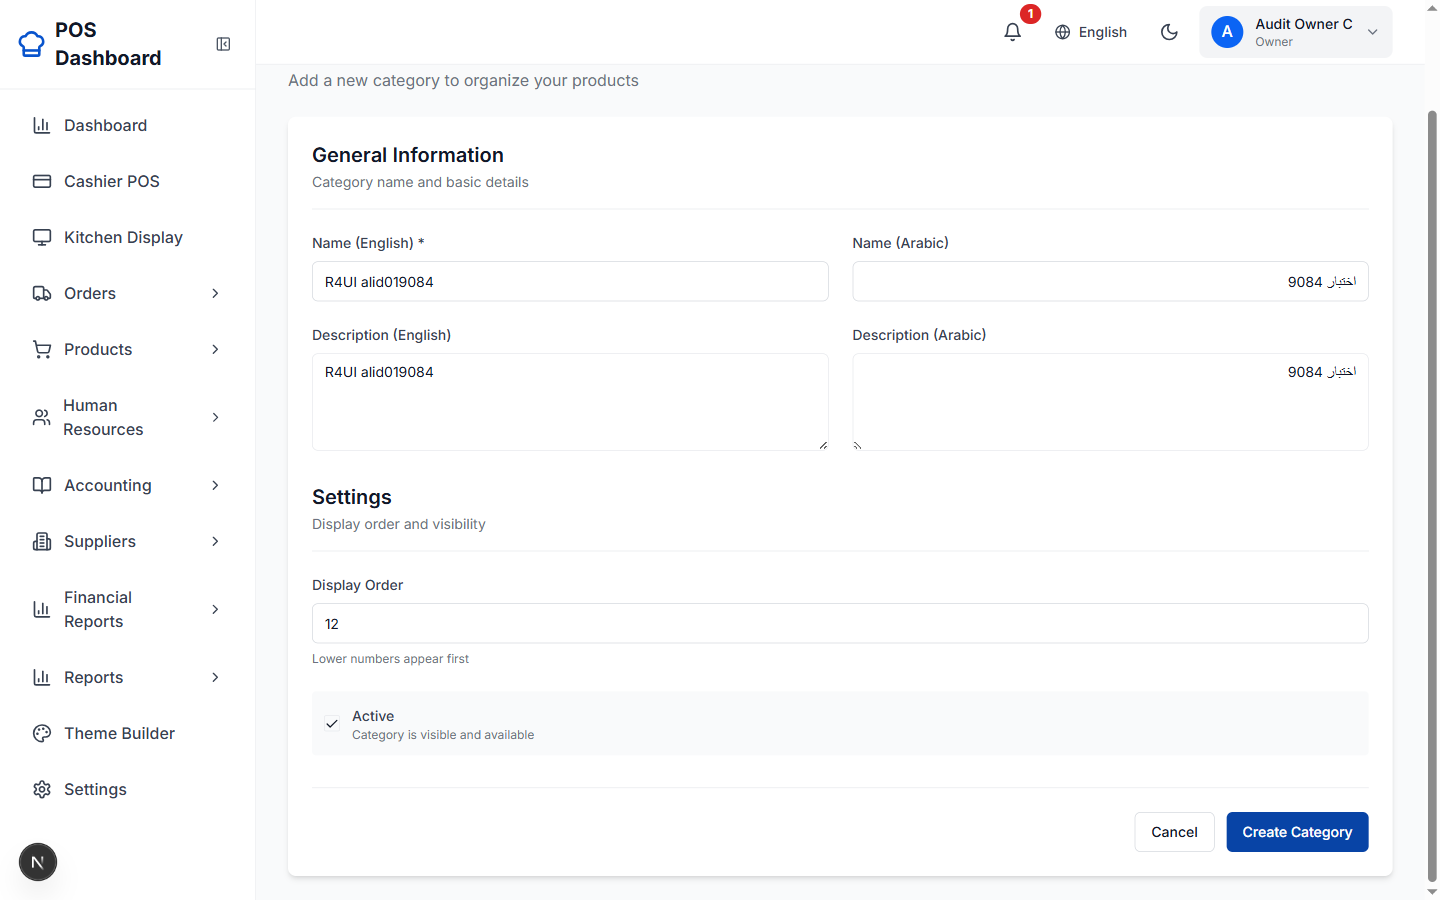 POS
Dashboard
Dashboard
Cashier POS
Kitchen Display
Orders
Products
Human
Resources
Accounting
Suppliers
Financial
Reports
Reports
Theme Builder
Settings
N
1
English
A
Audit Owner C
Owner
Add a new category to organize your products
General Information
Category name and basic details
Name (English) *
R4UI alid019084
Name (Arabic)
اختبار 9084
Description (English)
R4UI alid019084
Description (Arabic)
اختبار 9084
Settings
Display order and visibility
Display Order
12
Lower numbers appear first
Active
Category is visible and available
Cancel
Create Category